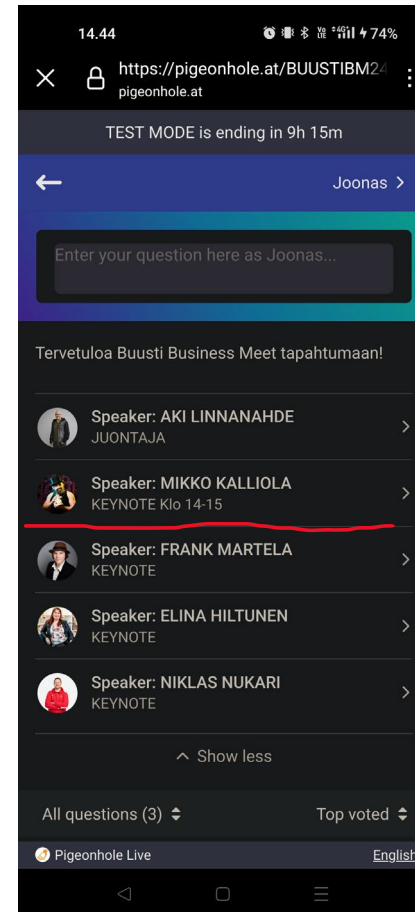 14.44
Vo LTE 4G 74%
https://pigeonhole.at/BUUSTIBM24
pigeonhole.at
TEST MODE is ending in 9h 15m
Joonas
Enter your question here as Joonas...
Tervetuloa Buusti Business Meet tapahtumaan!
Speaker: AKI LINNANAHDE
JUONTAJA
Speaker: MIKKO KALLIOLA
KEYNOTE Klo 14-15
Speaker: FRANK MARTELA
KEYNOTE
Speaker: ELINA HILTUNEN
KEYNOTE
Speaker: NIKLAS NUKARI
KEYNOTE
Show less
All questions (3) Top voted
Pigeonhole Live English